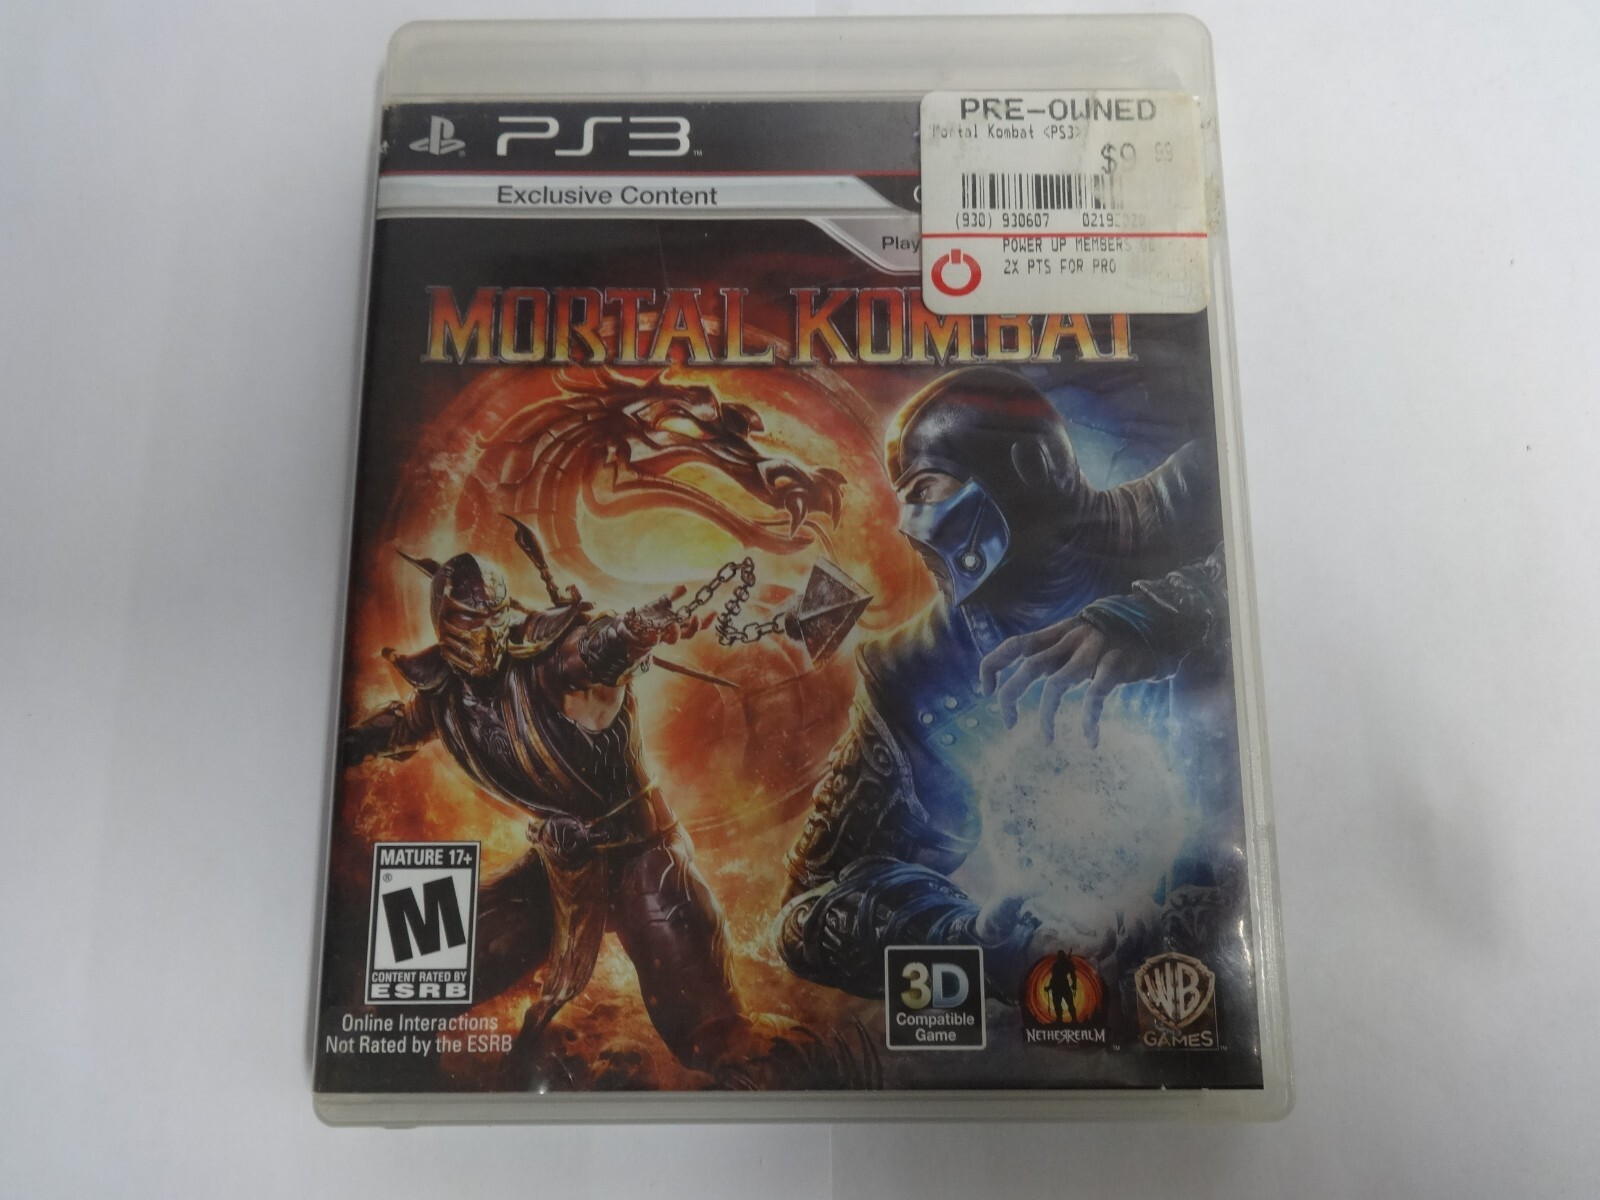 PRE-OWNED
Mortal Kombat <PS3>
$9 99
(930) 930607
POWER UP MEMBERS
2X PTS FOR PRO
PS3
Exclusive Content
Play
MORTAL KOMBAT
MATURE 17+
M
CONTENT RATED BY
ESRB
Online Interactions
Not Rated by the ESRB
3D
Compatible
Game
NETHERREALM
WB
GAMES